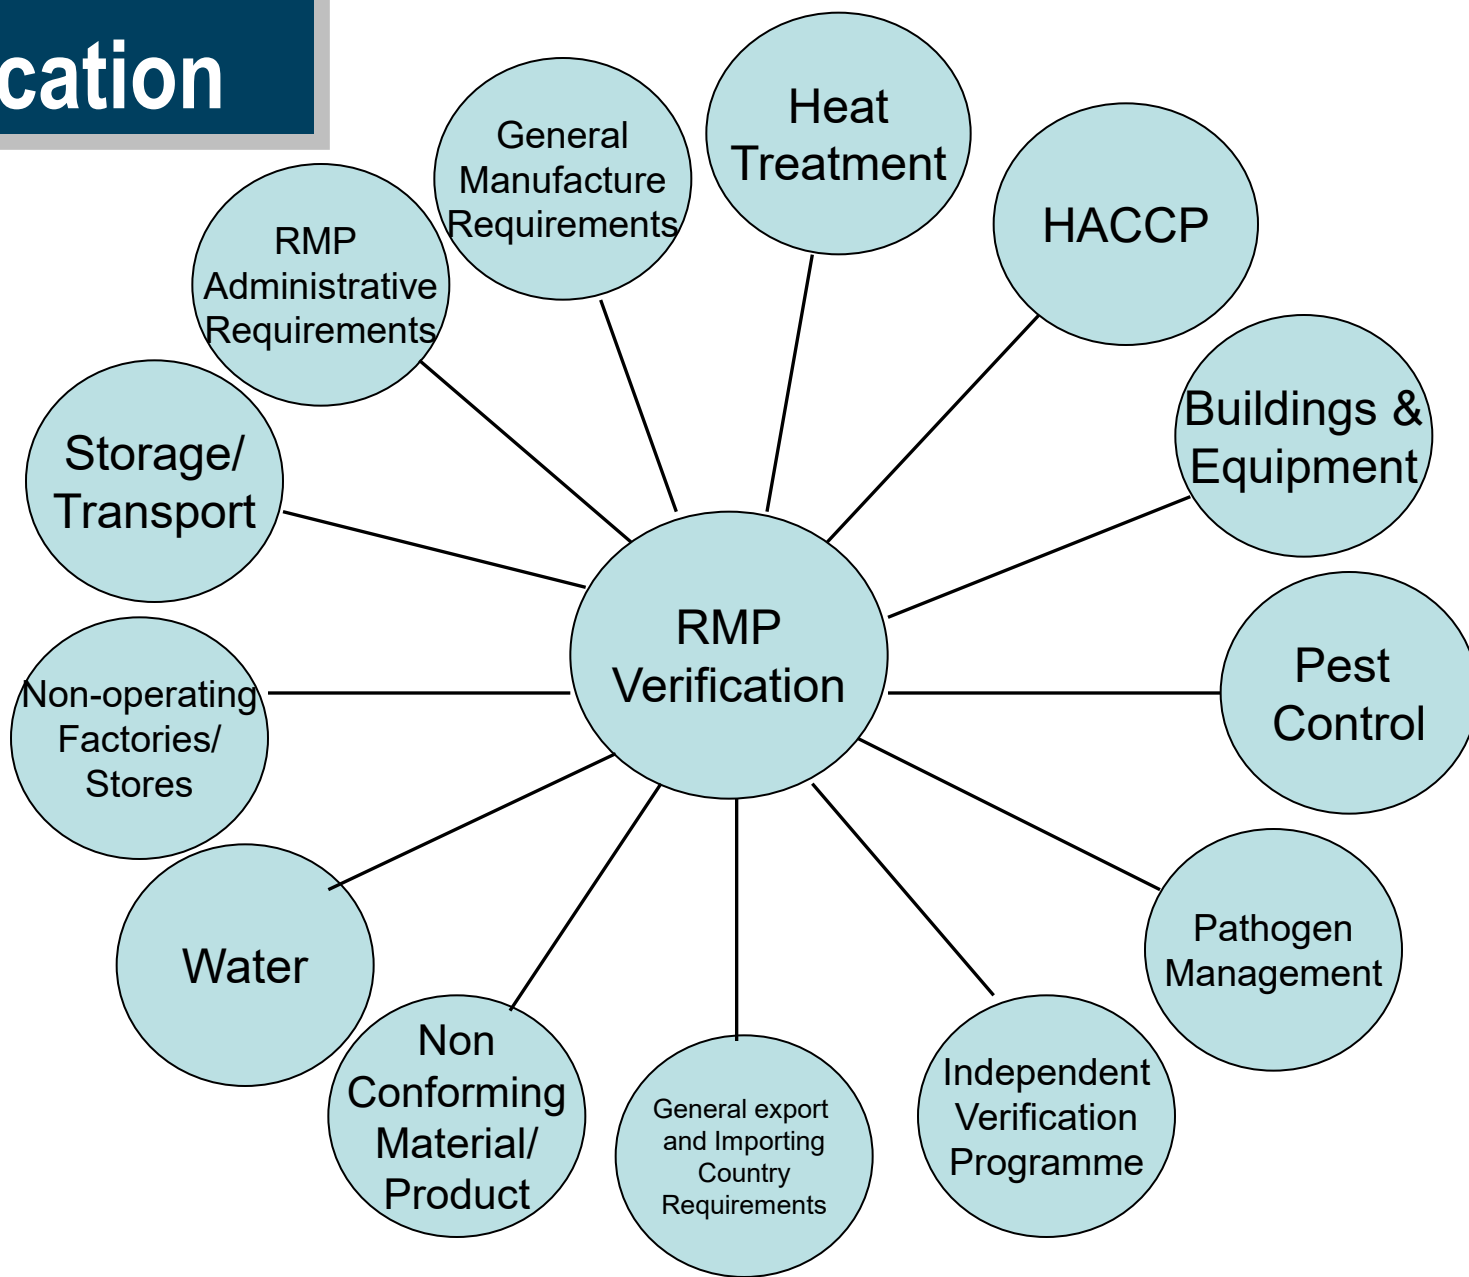 cation
Heat
Treatment
General
Manufacture
Requirements
HACCP
RMP
Administrative
Requirements
Buildings &
Equipment
Storage/
Transport
RMP
Verification
Pest
Control
Non-operating
Factories/
Stores
Pathogen
Management
Water
Non
Conforming
Material/
Product
General export
and Importing
Country
Requirements
Independent
Verification
Programme